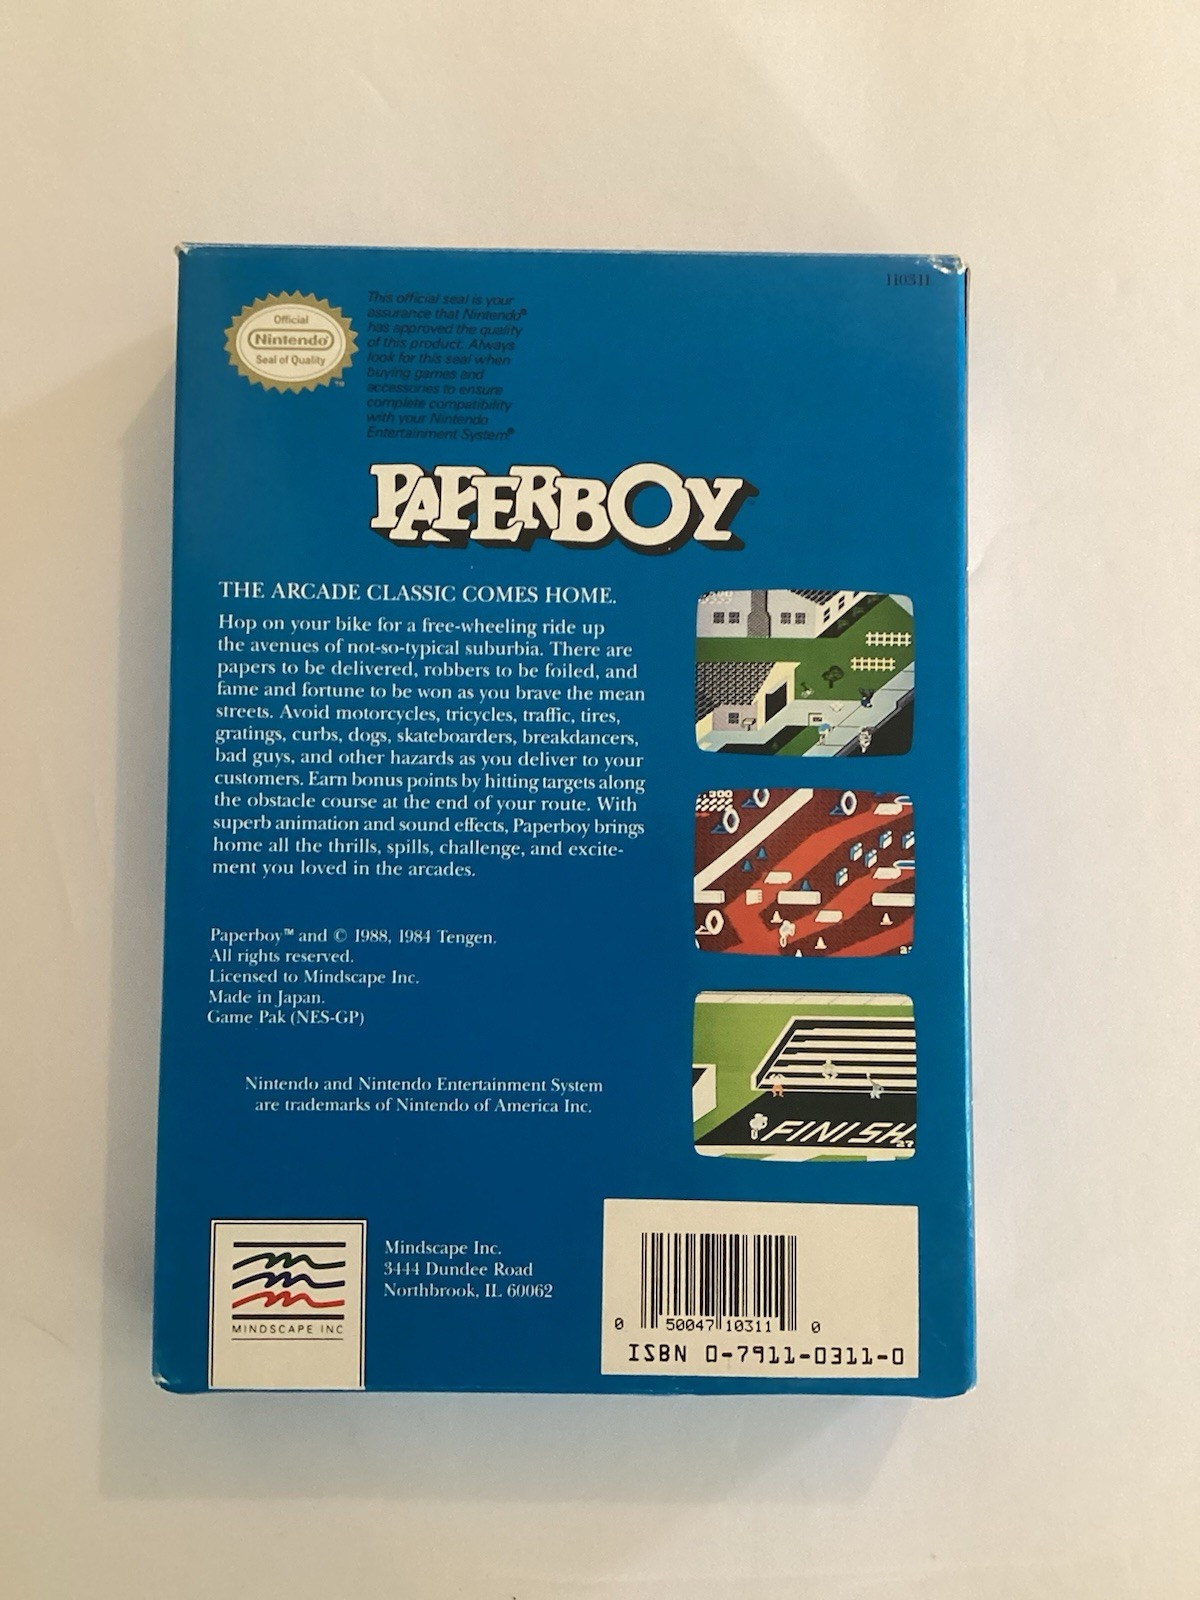 110311
Official
Nintendo®
Seal of Quality
TM
This official seal is your
assurance that Nintendo®
has approved the quality
of this product. Always
look for this seal when
buying games and
accessories to ensure
complete compatibility
with your Nintendo
Entertainment System®
PAPERBOY
THE ARCADE CLASSIC COMES HOME.
Hop on your bike for a free-wheeling ride up
the avenues of not-so-typical suburbia. There are
papers to be delivered, robbers to be foiled, and
fame and fortune to be won as you brave the mean
streets. Avoid motorcycles, tricycles, traffic, tires,
gratings, curbs, dogs, skateboarders, breakdancers,
bad guys, and other hazards as you deliver to your
customers. Earn bonus points by hitting targets along
the obstacle course at the end of your route. With
superb animation and sound effects, Paperboy brings
home all the thrills, spills, challenge, and excite-
ment you loved in the arcades.
Paperboy™ and © 1988, 1984 Tengen.
All rights reserved.
Licensed to Mindscape Inc.
Made in Japan.
Game Pak (NES-GP)
Nintendo and Nintendo Entertainment System
are trademarks of Nintendo of America Inc.
FINISH
MINDSCAPE INC
Mindscape Inc.
3444 Dundee Road
Northbrook, IL 60062
0 50047 10311 0
ISBN 0-7911-0311-0